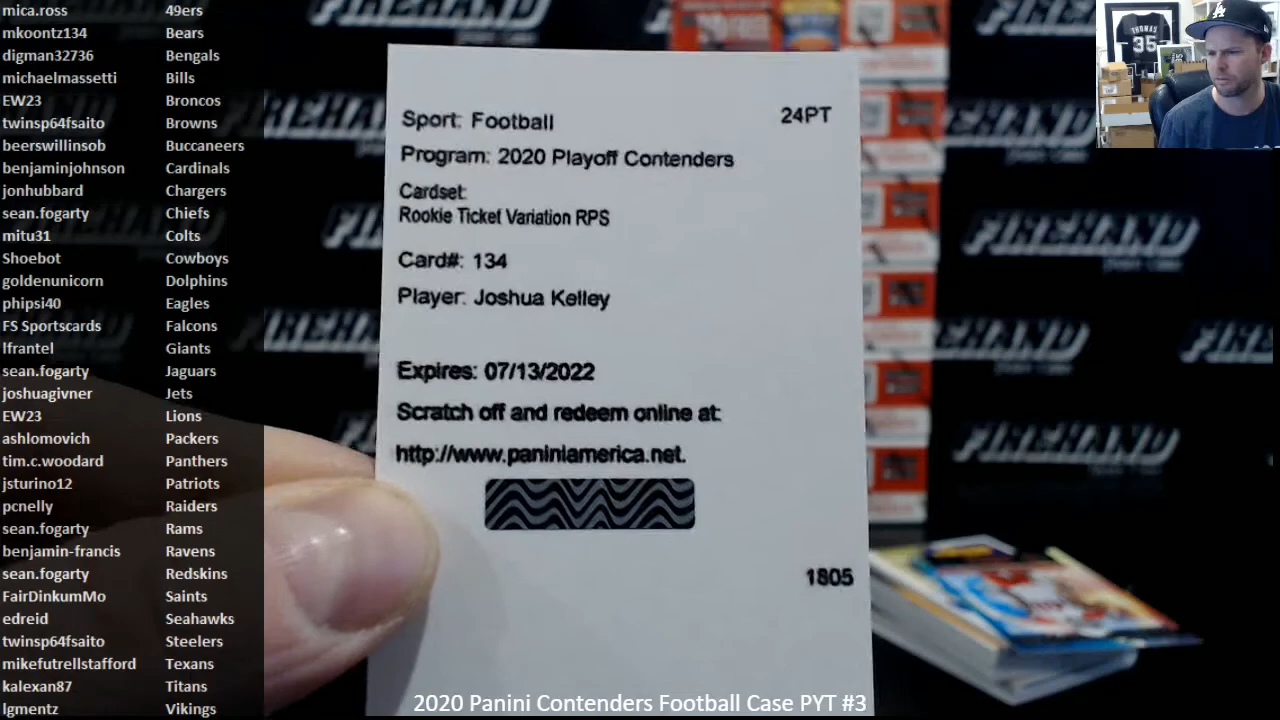 mica.ross 49ers
mkoontz134 Bears
digman32736 Bengals
michaelmassetti Bills
EW23 Broncos
twinsp64fsaito Browns
beerswillinsob Buccaneers
benjaminjohnson Cardinals
jonhubbard Chargers
sean.fogarty Chiefs
mitu31 Colts
Shoebot Cowboys
goldenunicorn Dolphins
phipsi40 Eagles
FS Sportscards Falcons
lfrantel Giants
sean.fogarty Jaguars
joshuagivner Jets
EW23 Lions
ashlomovich Packers
tim.c.woodard Panthers
jsturino12 Patriots
pcnelly Raiders
sean.fogarty Rams
benjamin-francis Ravens
sean.fogarty Redskins
FairDinkumMo Saints
edreid Seahawks
twinsp64fsaito Steelers
mikefutrellstafford Texans
kalexan87 Titans
lgmentz Vikings
24PT
Sport: Football
Program: 2020 Playoff Contenders
Cardset:
Rookie Ticket Variation RPS
Card#: 134
Player: Joshua Kelley
Expires: 07/13/2022
Scratch off and redeem online at:
http://www.paniniamerica.net.
1805
FIREHAND
FIREHAND
FIREHAND
THOMAS
35
2020 Panini Contenders Football Case PYT #3